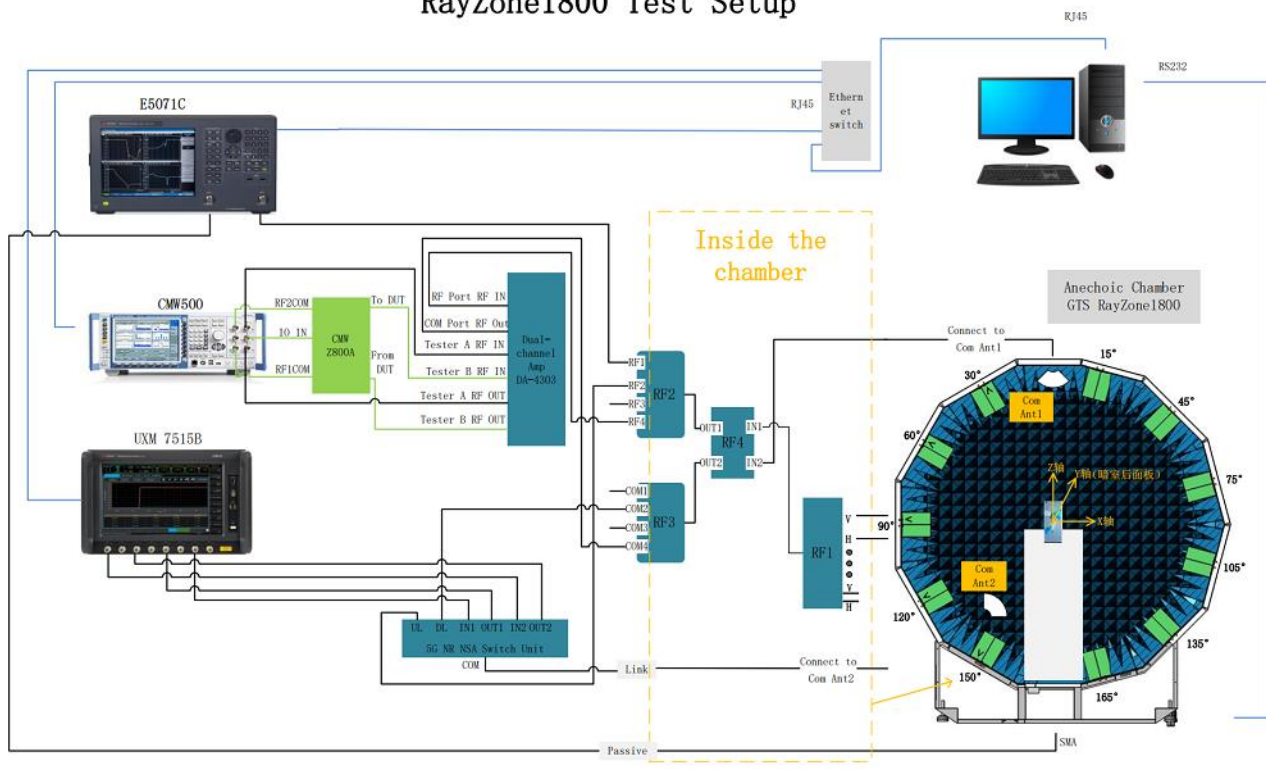 RayZone1800 Test Setup
RJ45
RS232
E5071C
RJ45
Ethern
et
switch
Inside the
chamber
Anechoic Chamber
GTS RayZone1800
CMW500
RF2COM
IO IN
RF1COM
CMW
Z800A
To DUT
From
DUT
RF Port RF IN
COM Port RF Out
Tester A RF IN
Tester B RF IN
Tester A RF OUT
Tester B RF OUT
Dual-
channel
Amp
DA-4303
RF1
RF2
RF3
RF4
RF2
OUT1
OUT2
RF4
IN1
IN2
Connect to
Com Ant1
COM1
COM2
COM3
COM4
RF3
RF1
V
H
V
H
UXM 7515B
UL DL IN1 OUT1 IN2 OUT2
5G NR NSA Switch Unit
COM
Link
Connect to
Com Ant2
Passive
SMA
15°
30°
45°
60°
75°
90°
105°
120°
135°
150°
165°
Com
Ant1
Com
Ant2
Z轴
Y轴(暗室后面板)
X轴